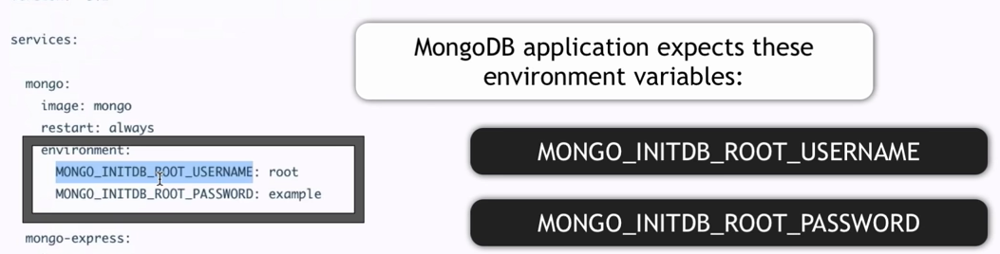 services:
mongo:
image: mongo
restart: always
environment:
MONGO_INITDB_ROOT_USERNAME: root
MONGO_INITDB_ROOT_PASSWORD: example
mongo-express:
MongoDB application expects these
environment variables:
MONGO_INITDB_ROOT_USERNAME
MONGO_INITDB_ROOT_PASSWORD